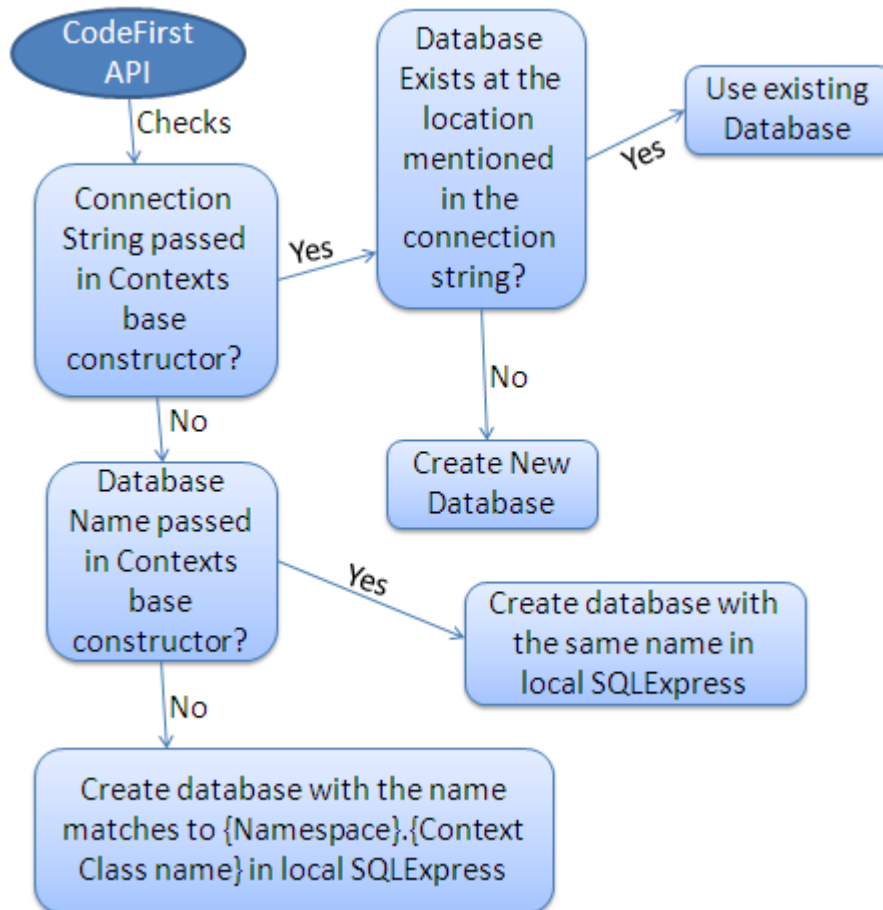 CodeFirst
API
Checks
Connection
String passed
in Contexts
base
constructor?
Yes
Database
Exists at the
location
mentioned
in the
connection
string?
Yes
Use existing
Database
No
Create New
Database
No
Database
Name passed
in Contexts
base
constructor?
Yes
Create database with
the same name in
local SQLExpress
No
Create database with the name
matches to {Namespace}.{Context
Class name} in local SQLExpress